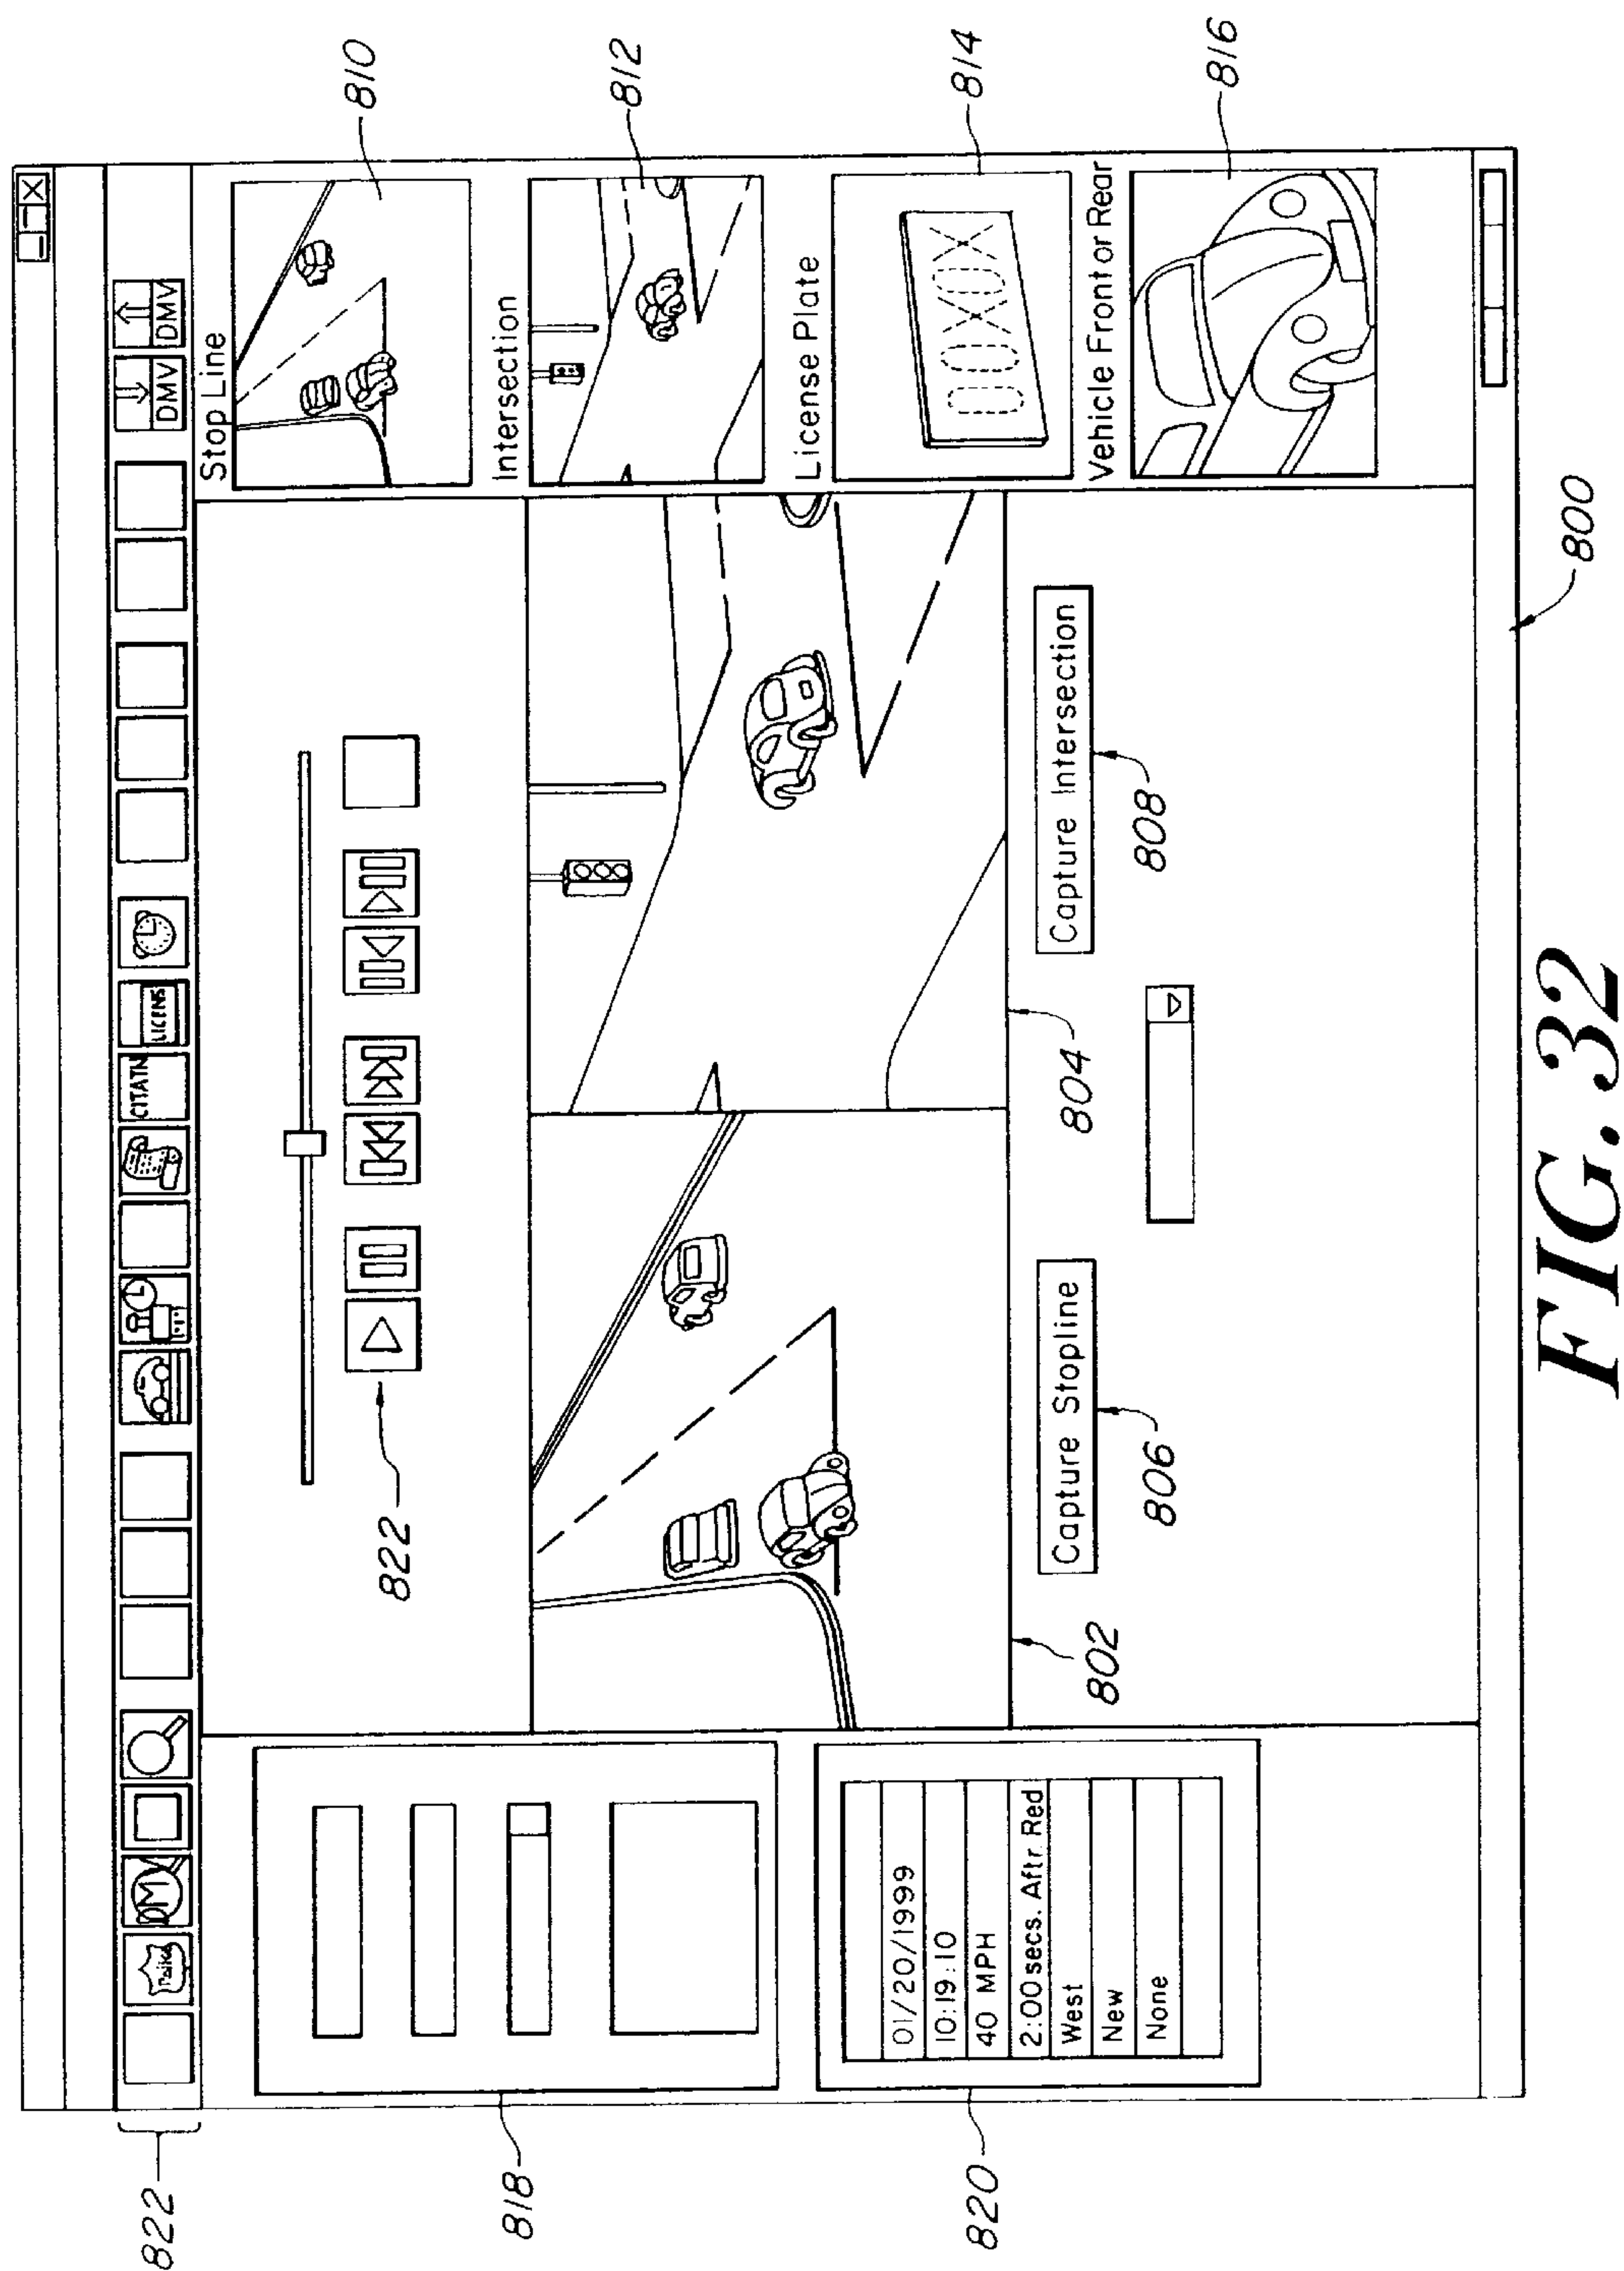 822
Police
DMV
CITATN
LICENS
DMV
DMV
Stop Line
810
822
818
Intersection
812
802
804
License Plate
00X0X
814
820
01/20/1999
10:19:10
40 MPH
2:00 secs. Aftr Red
West
New
None
Capture Stopline
806
Capture Intersection
808
Vehicle Front or Rear
816
800
FIG. 32